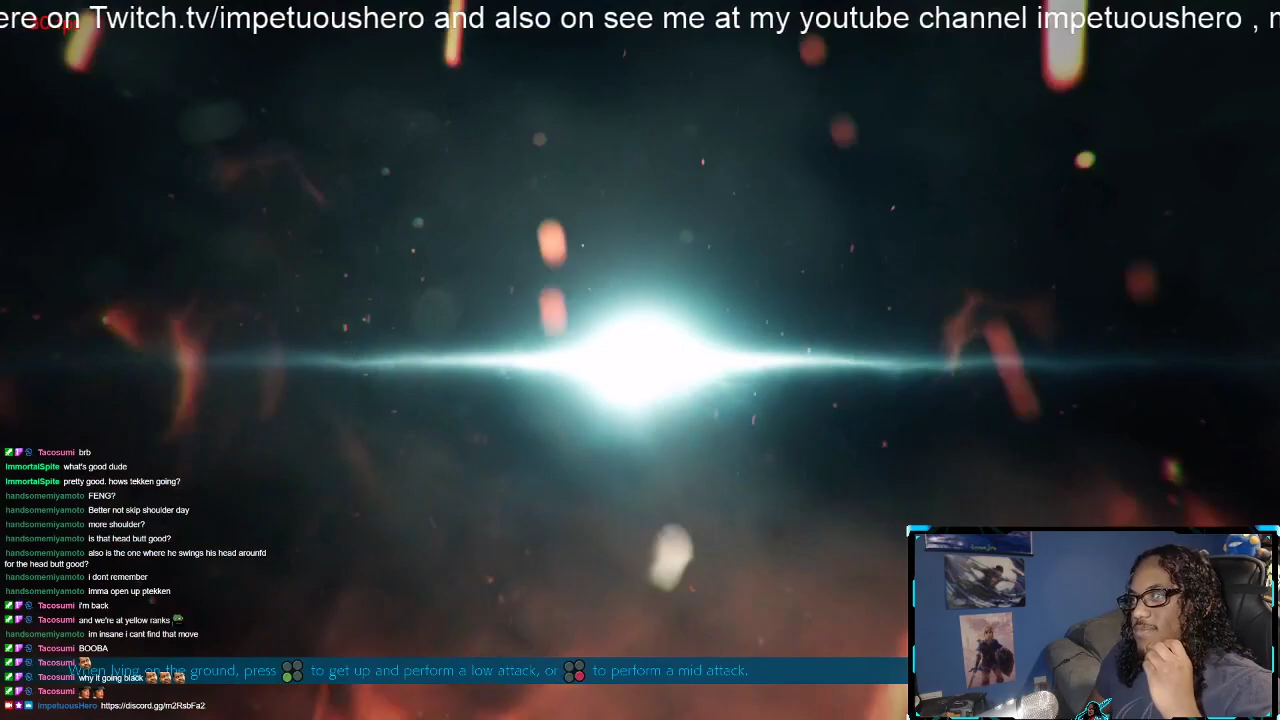 ere on Twitch.tv/impetuoushero and also on see me at my youtube channel impetuoushero , r
Tacosumi brb
ImmortalSpite what's good dude
ImmortalSpite pretty good. hows tekken going?
handsomemiyamoto FENG?
handsomemiyamoto Better not skip shoulder day
handsomemiyamoto more shoulder?
handsomemiyamoto is that head butt good?
handsomemiyamoto also is the one where he swings his head arounfd
for the head butt good?
handsomemiyamoto i dont remember
handsomemiyamoto imma open up ptekken
Tacosumi i'm back
Tacosumi and we're at yellow ranks
handsomemiyamoto im insane i cant find that move
Tacosumi BOOBA
Tacosumi
When lying on the ground, press to get up and perform a low attack, or to perform a mid attack.
Tacosumi why it going black
Tacosumi
ImpetuousHero https://discord.gg/m2RsbFa2